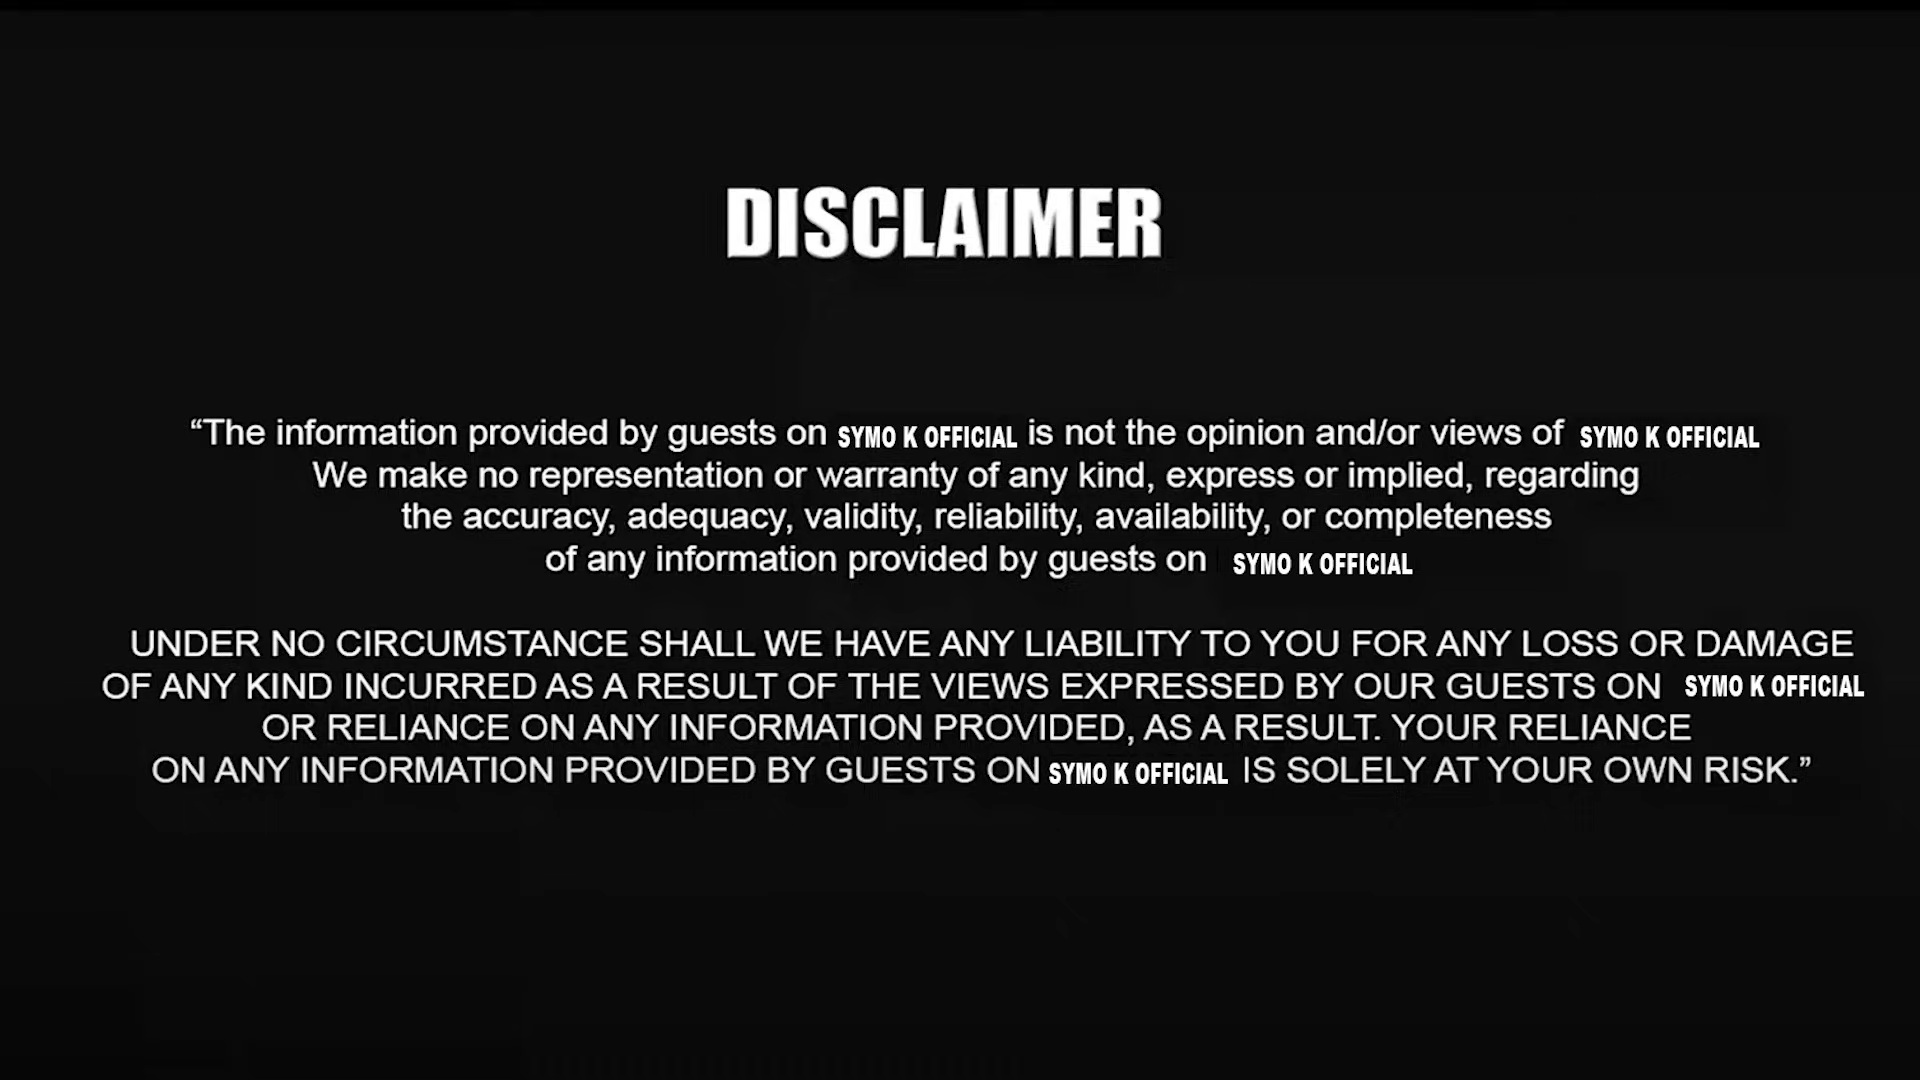 DISCLAIMER
“The information provided by guests on SYMO K OFFICIAL is not the opinion and/or views of SYMO K OFFICIAL
We make no representation or warranty of any kind, express or implied, regarding
the accuracy, adequacy, validity, reliability, availability, or completeness
of any information provided by guests on SYMO K OFFICIAL
UNDER NO CIRCUMSTANCE SHALL WE HAVE ANY LIABILITY TO YOU FOR ANY LOSS OR DAMAGE
OF ANY KIND INCURRED AS A RESULT OF THE VIEWS EXPRESSED BY OUR GUESTS ON SYMO K OFFICIAL
OR RELIANCE ON ANY INFORMATION PROVIDED, AS A RESULT. YOUR RELIANCE
ON ANY INFORMATION PROVIDED BY GUESTS ON SYMO K OFFICIAL IS SOLELY AT YOUR OWN RISK.”